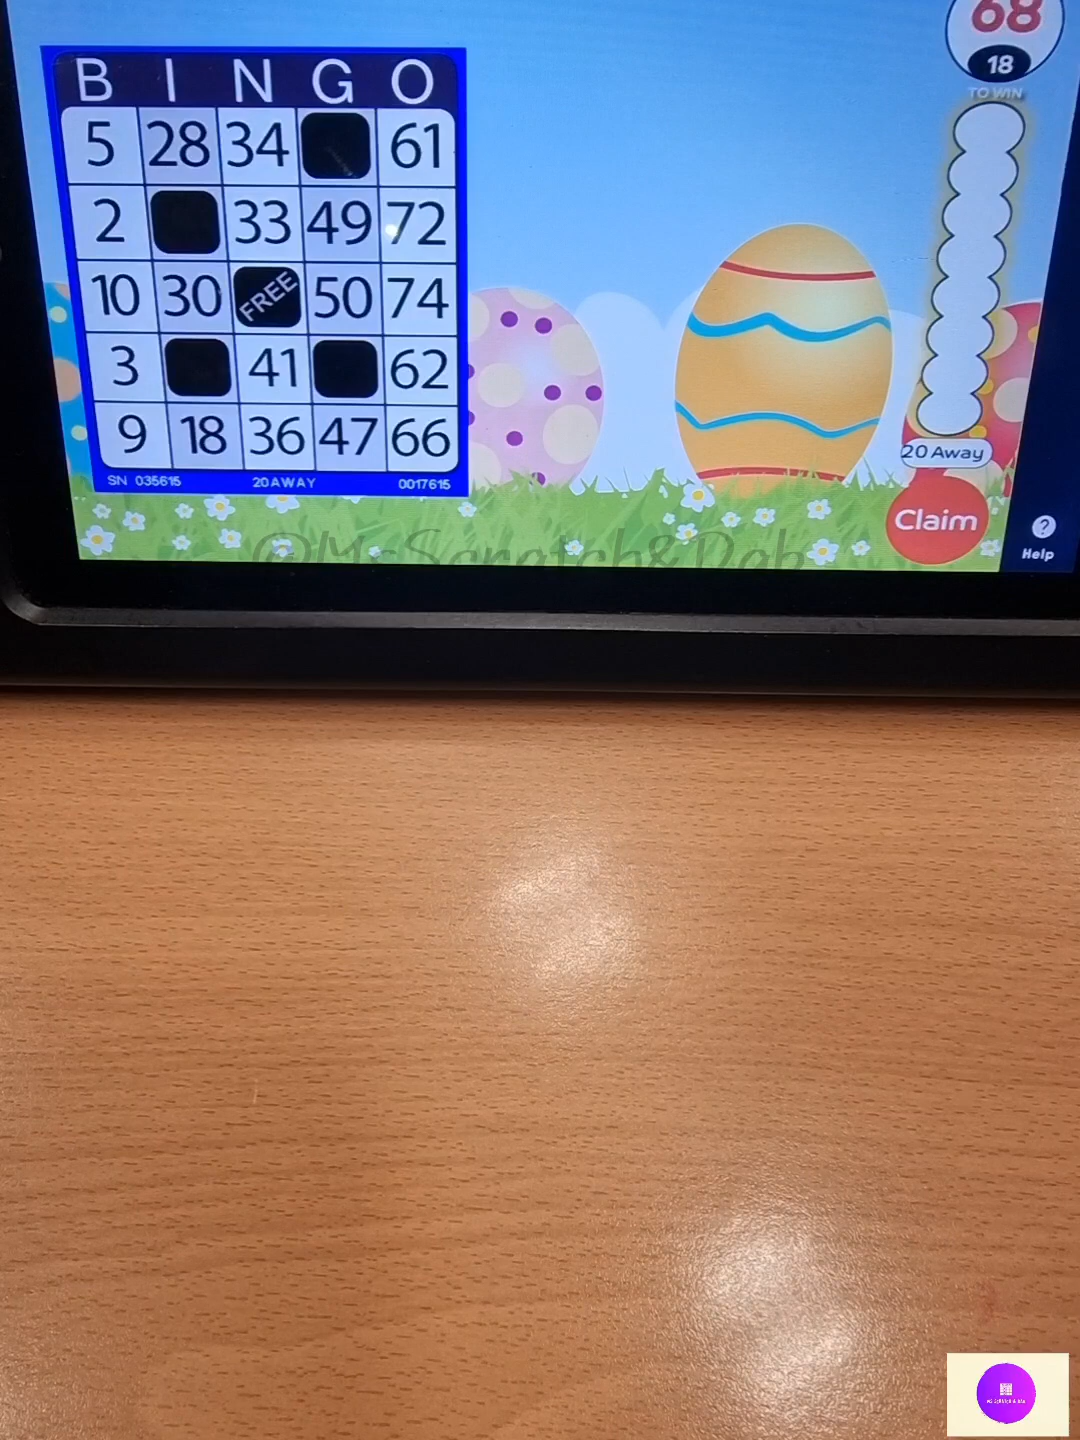 68
18
TO WIN
B I N G O
5 28 34 61
2 33 49 72
10 30 FREE 50 74
3 41 62
9 18 36 47 66
SN 035615 20AWAY 0017615
20 Away
Claim
Help